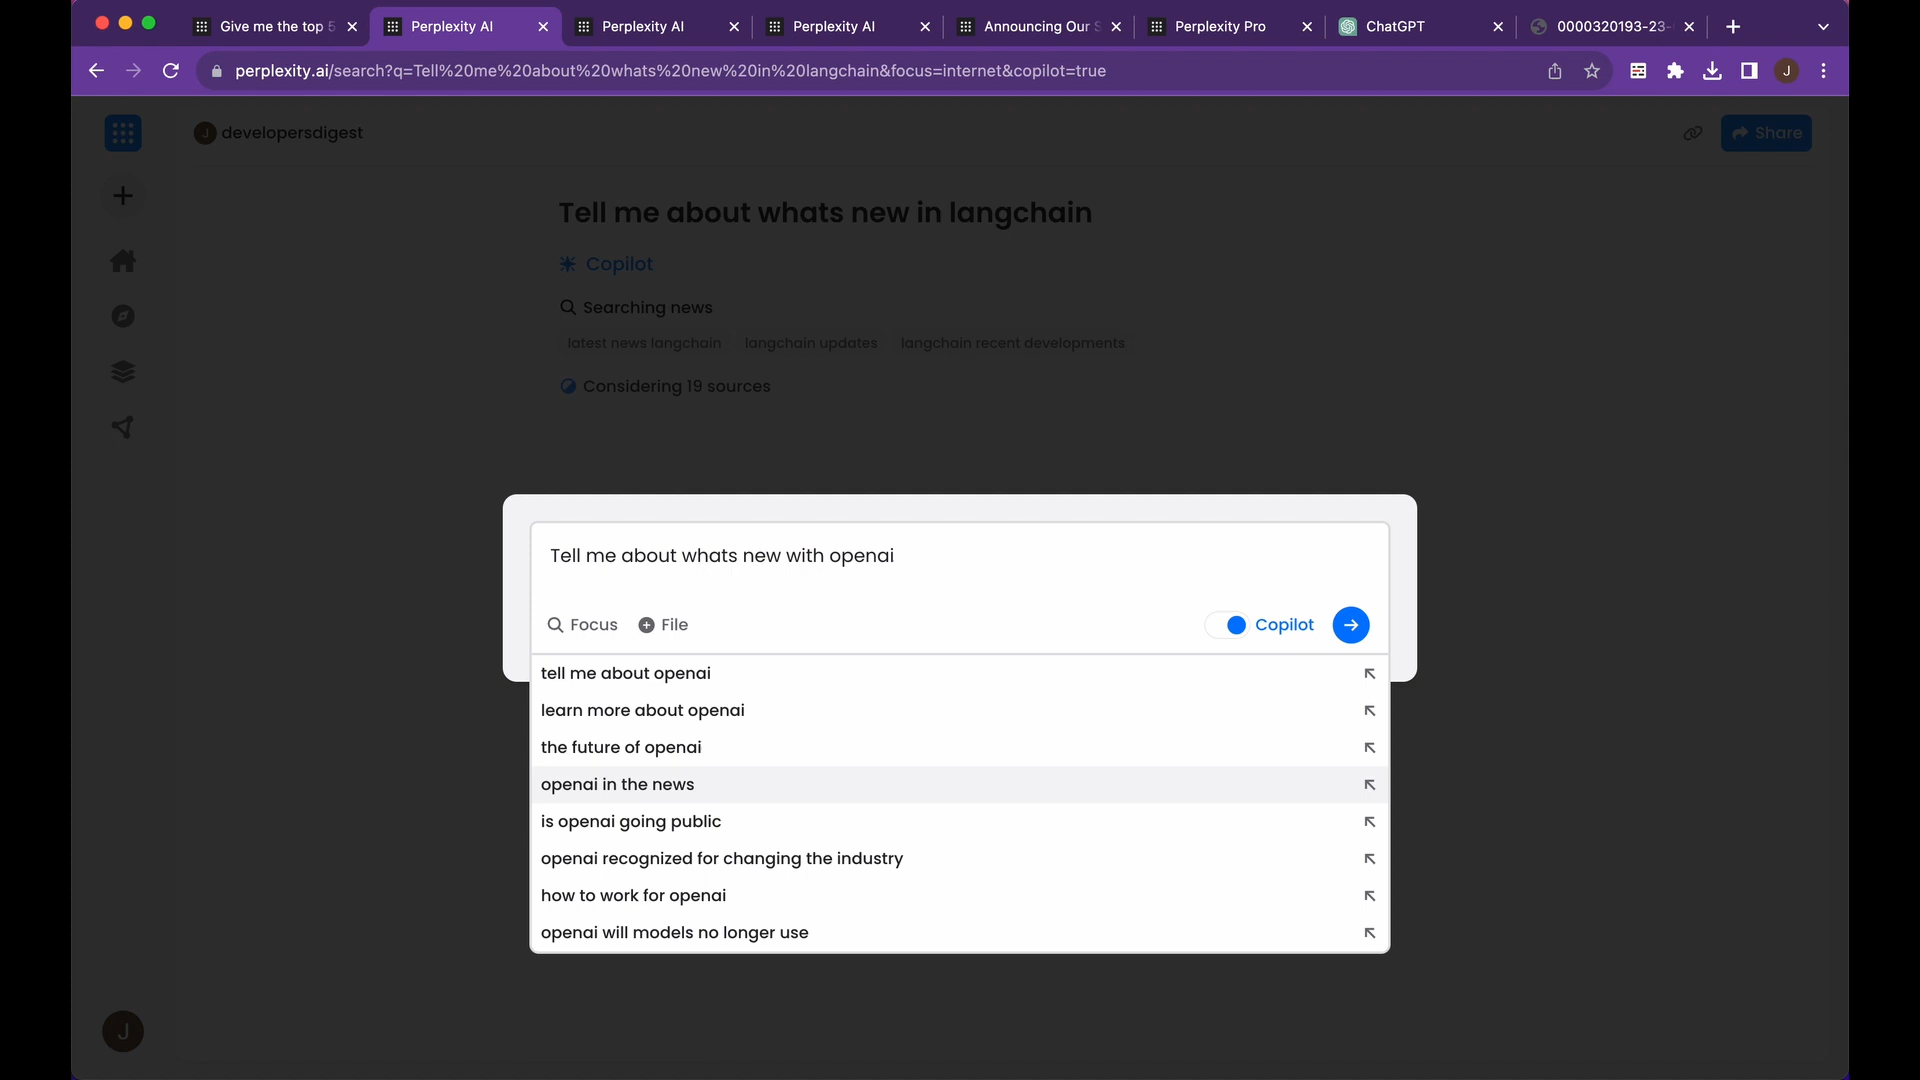 Give me the top 5
Perplexity AI
Perplexity AI
Perplexity AI
Announcing Our S
Perplexity Pro
ChatGPT
0000320193-23-
perplexity.ai/search?q=Tell%20me%20about%20whats%20new%20in%20langchain&focus=internet&copilot=true
J
J developersdigest
Share
Tell me about whats new in langchain
Copilot
Searching news
latest news langchain langchain updates langchain recent developments
Considering 19 sources
Tell me about whats new with openai
Focus File Copilot
tell me about openai
learn more about openai
the future of openai
openai in the news
is openai going public
openai recognized for changing the industry
how to work for openai
openai will models no longer use
J